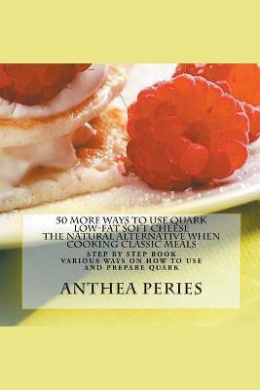 50 MORE WAYS TO USE QUARK
LOW-FAT SOFT CHEESE
THE NATURAL ALTERNATIVE WHEN
COOKING CLASSIC MEALS
STEP BY STEP BOOK
VARIOUS WAYS ON HOW TO USE
AND PREPARE QUARK
ANTHEA PERIES